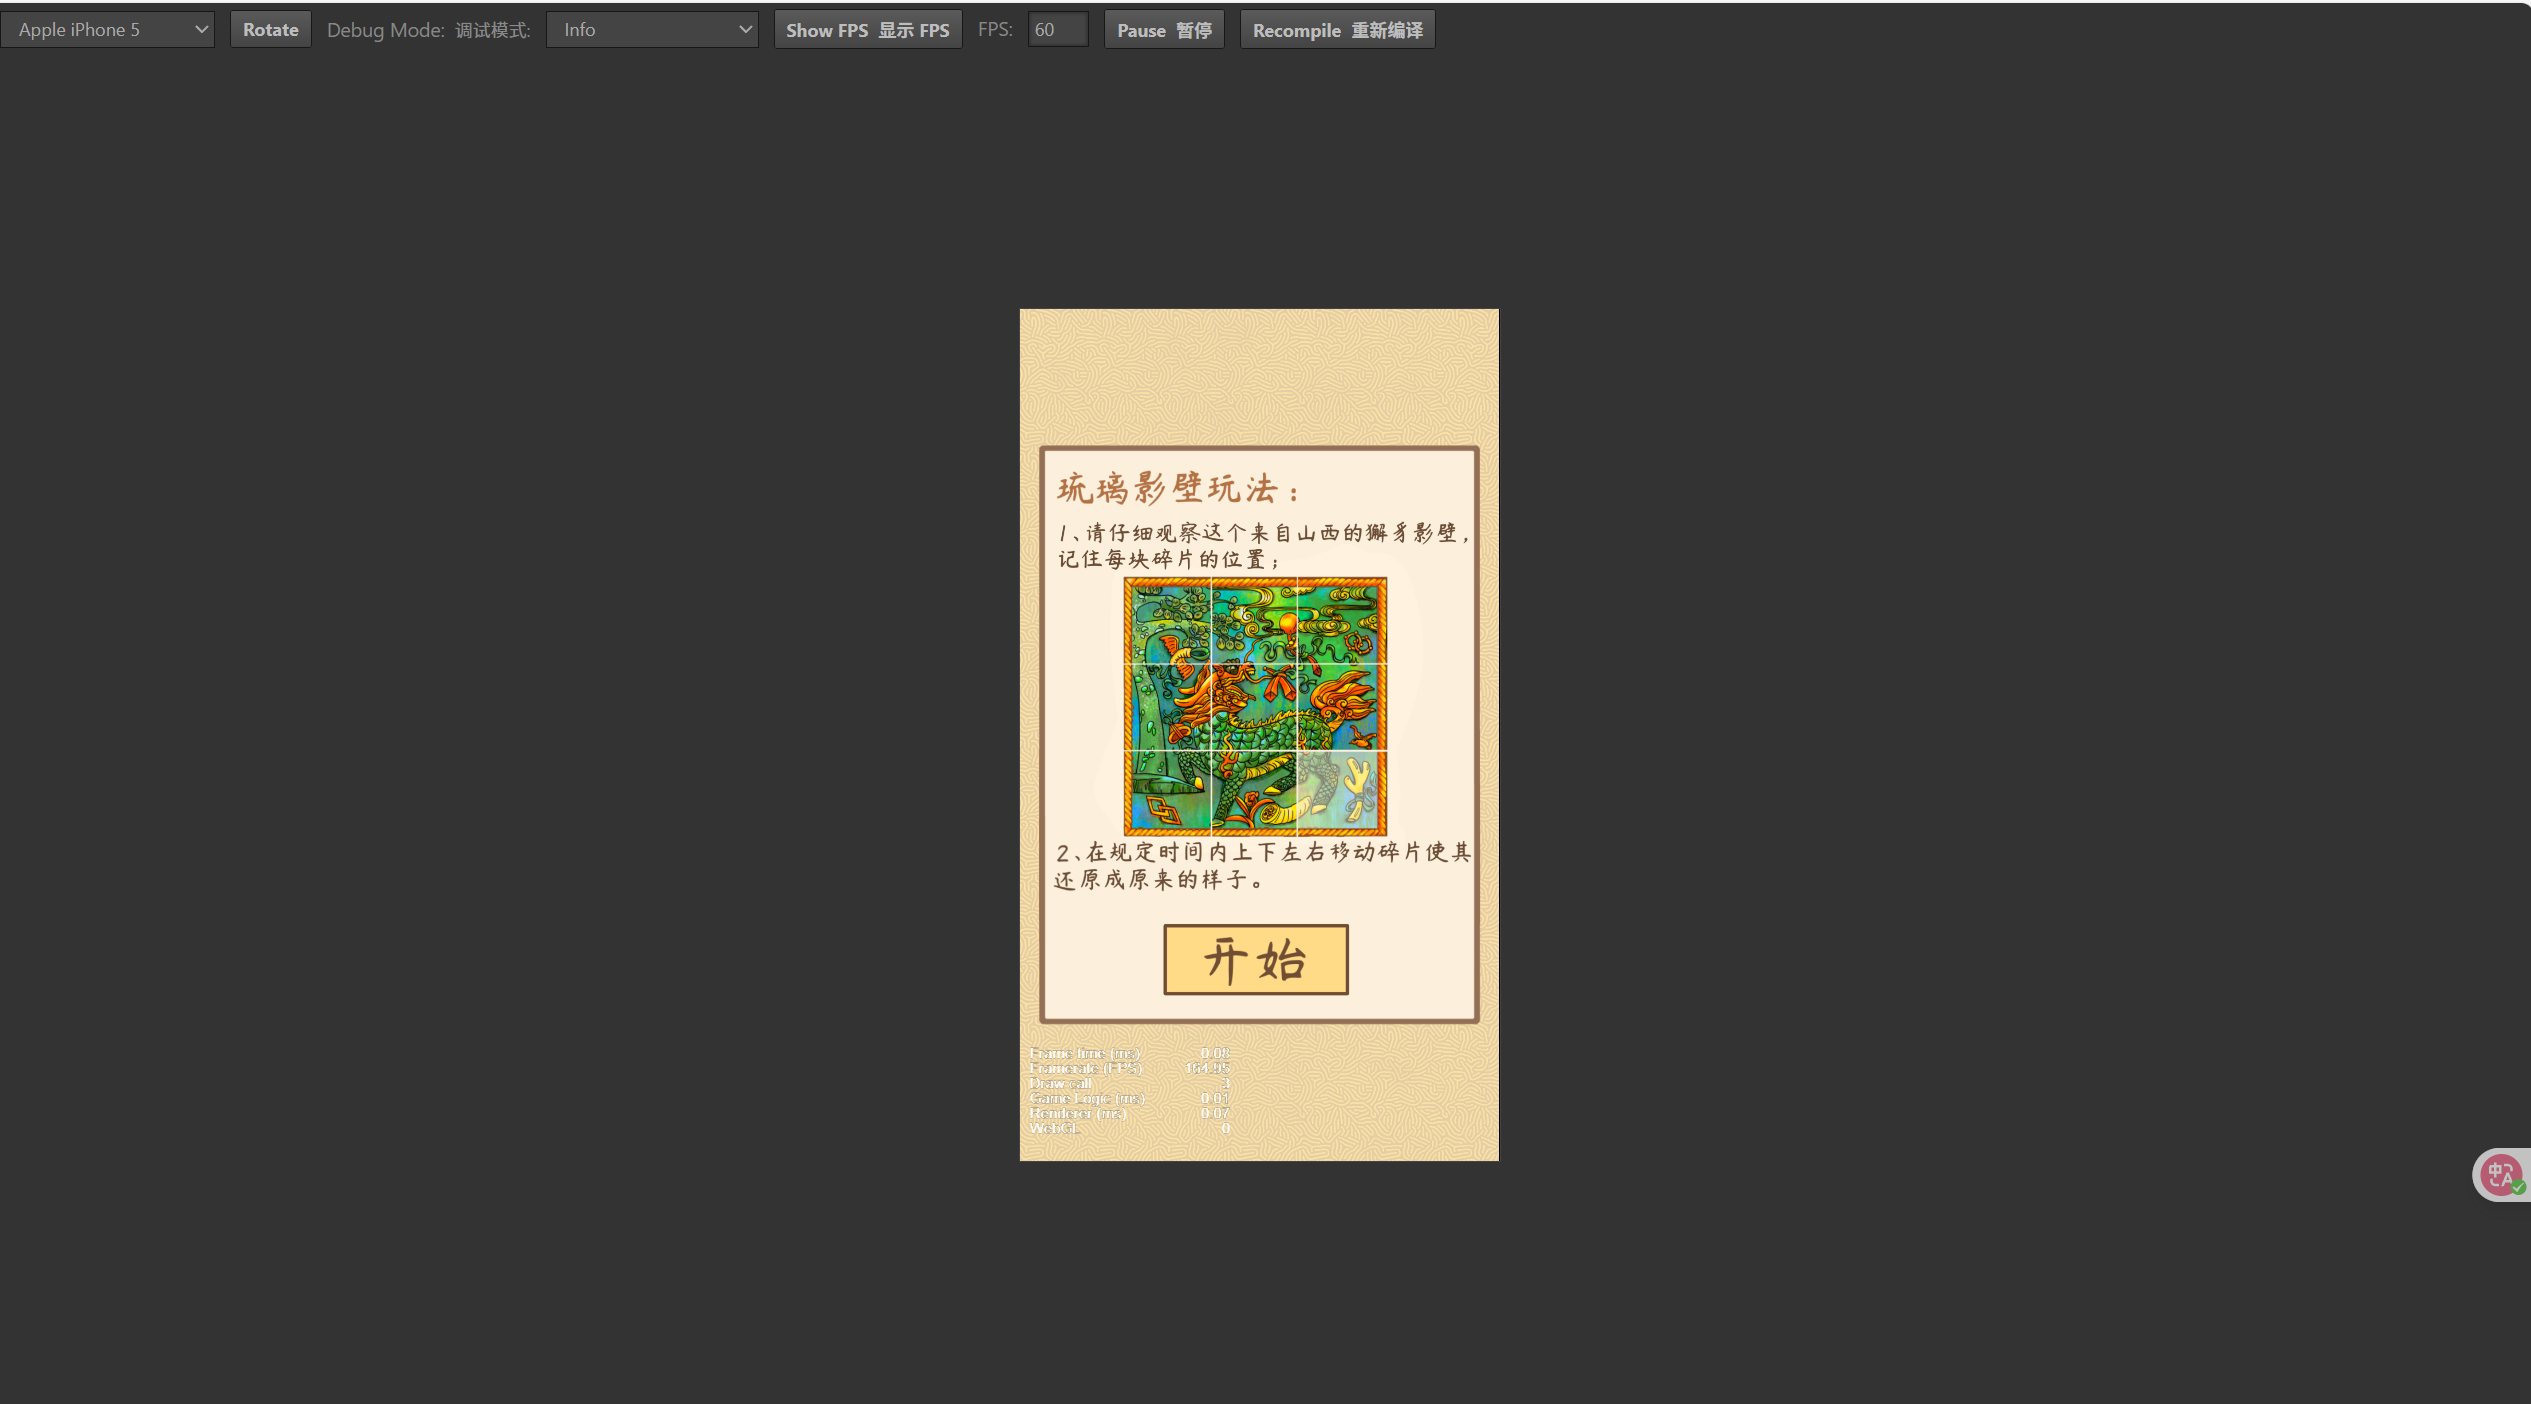 Apple iPhone 5
Rotate
Debug Mode: 调试模式:
Info
Show FPS 显示 FPS
FPS:
60
Pause 暂停
Recompile 重新编译
琉璃影壁玩法：
1、请仔细观察这个来自山西的獬豸影壁，
记住每块碎片的位置；
2、在规定时间内上下左右移动碎片使其
还原成原来的样子。
开始
Frame time (ms) 0.08
Framerate (FPS) 164.95
Draw call 3
Game Logic (ms) 0.01
Renderer (ms) 0.07
WebGL 0
中 A